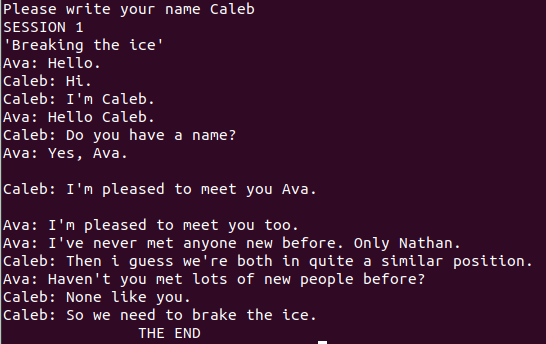 Please write your name Caleb
SESSION 1
'Breaking the ice'
Ava: Hello.
Caleb: Hi.
Caleb: I'm Caleb.
Ava: Hello Caleb.
Caleb: Do you have a name?
Ava: Yes, Ava.
Caleb: I'm pleased to meet you Ava.
Ava: I'm pleased to meet you too.
Ava: I've never met anyone new before. Only Nathan.
Caleb: Then i guess we're both in quite a similar position.
Ava: Haven't you met lots of new people before?
Caleb: None like you.
Caleb: So we need to brake the ice.
THE END